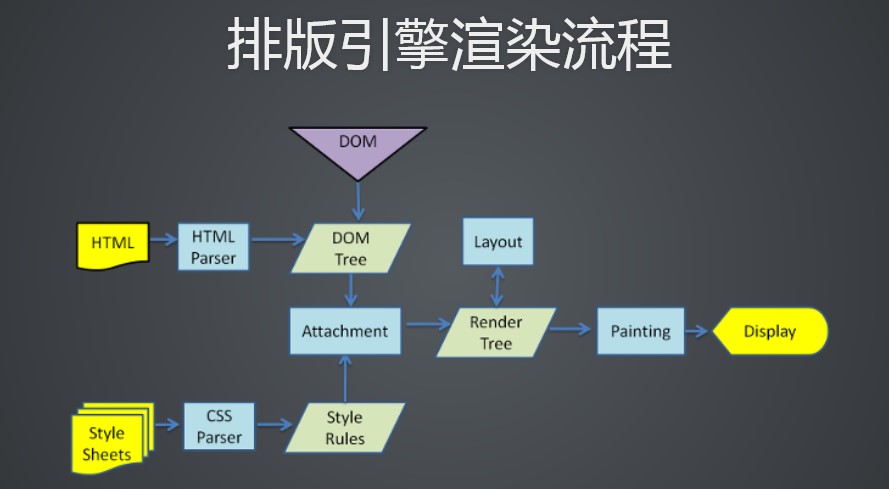 排版引擎渲染流程
DOM
HTML
HTML
Parser
DOM
Tree
Layout
Attachment
Render
Tree
Painting
Display
Style
Sheets
CSS
Parser
Style
Rules